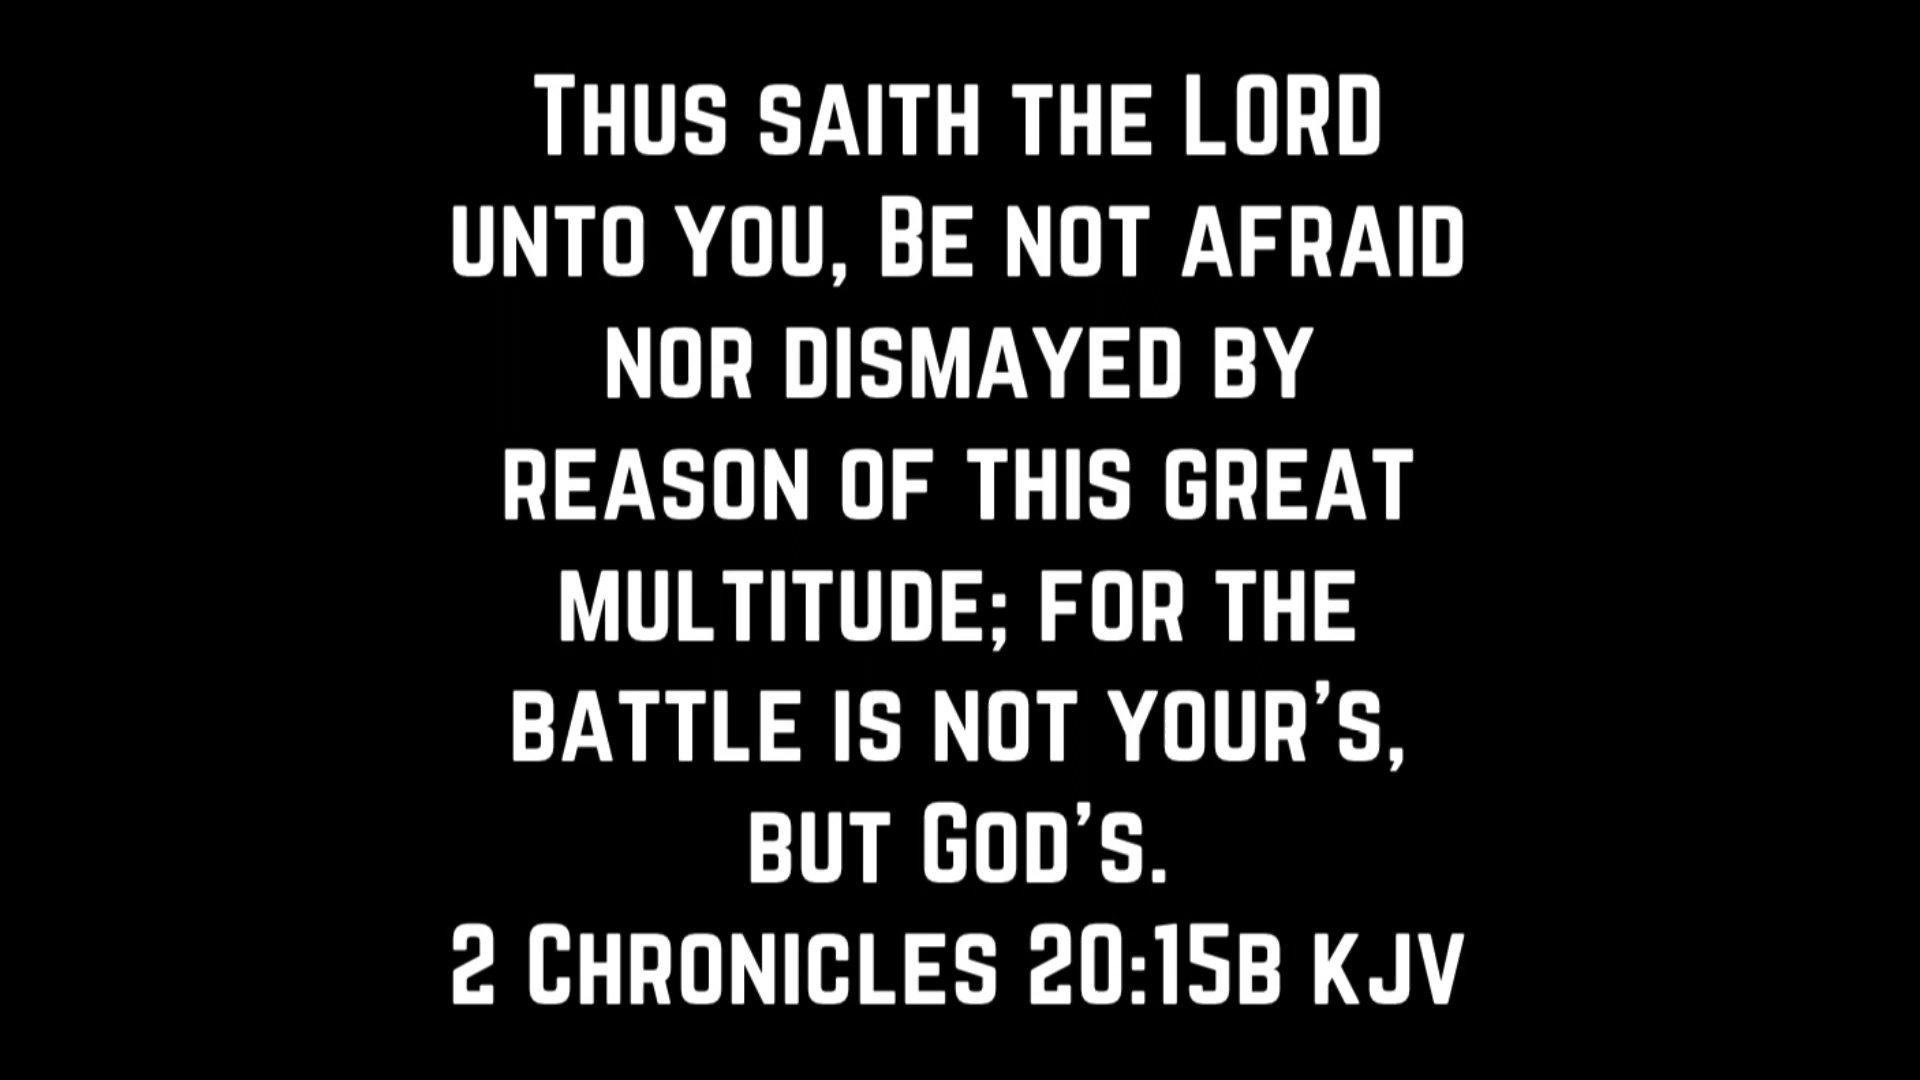 Thus saith the LORD
unto you, Be not afraid
nor dismayed by
reason of this great
multitude; for the
battle is not your's,
but God's.
2 Chronicles 20:15b KJV